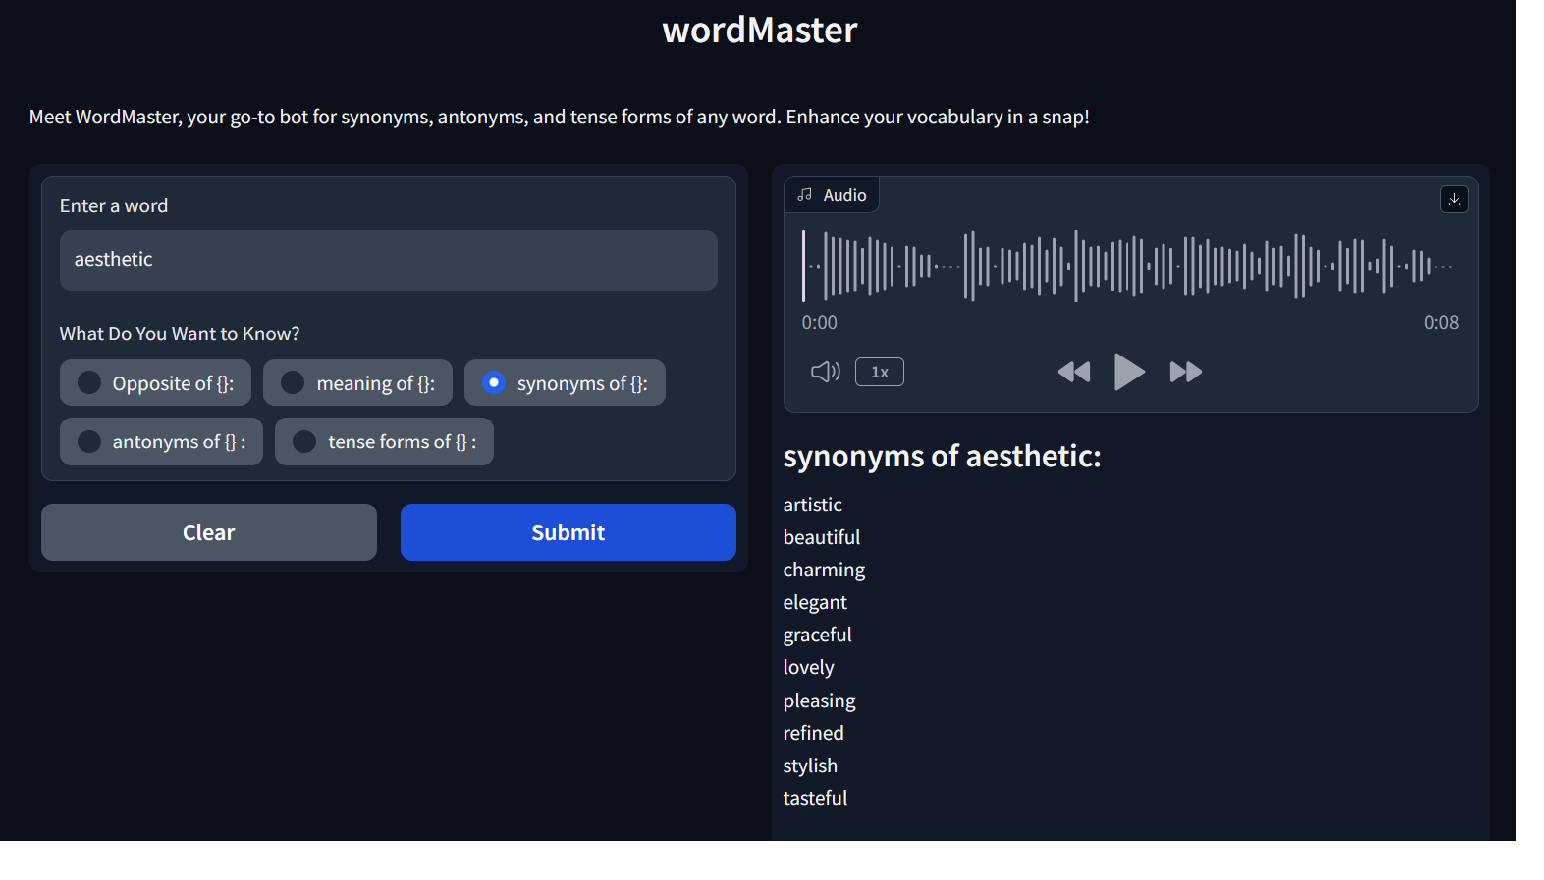 wordMaster
Meet WordMaster, your go-to bot for synonyms, antonyms, and tense forms of any word. Enhance your vocabulary in a snap!
Enter a word
aesthetic
What Do You Want to Know?
Opposite of {}:
meaning of {}:
synonyms of {}:
antonyms of {} :
tense forms of {} :
Clear
Submit
Audio
0:00
0:08
1x
synonyms of aesthetic:
artistic
beautiful
charming
elegant
graceful
lovely
pleasing
refined
stylish
tasteful